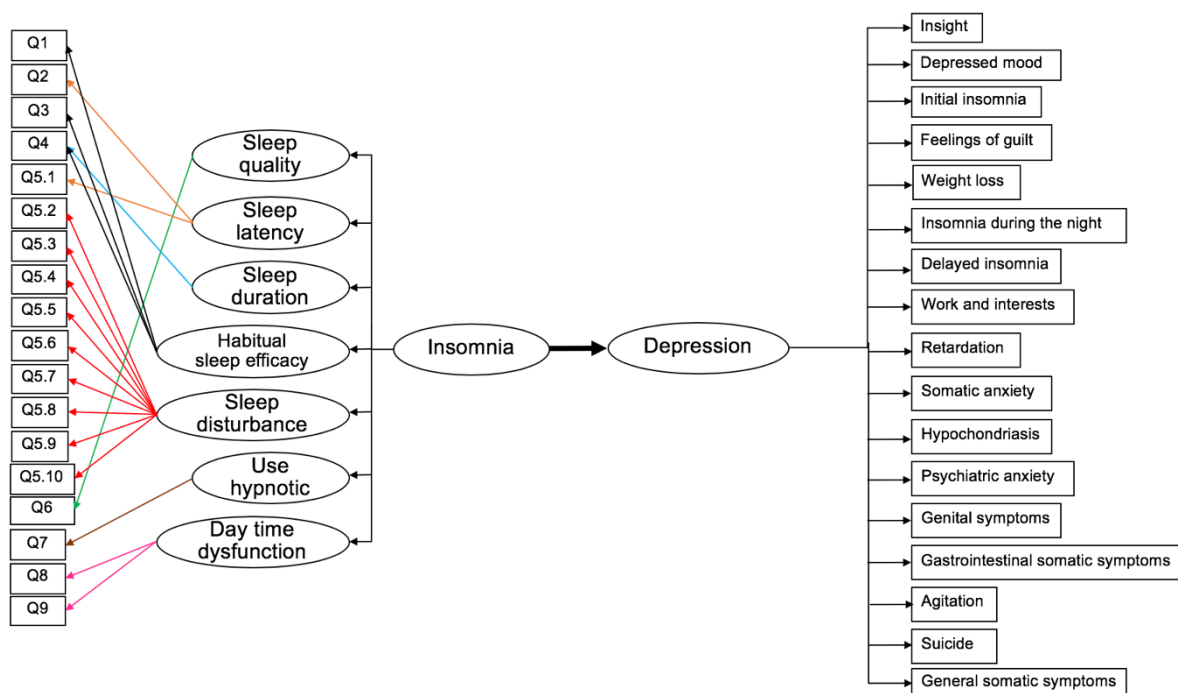 Q1
Q2
Q3
Q4
Q5.1
Q5.2
Q5.3
Q5.4
Q5.5
Q5.6
Q5.7
Q5.8
Q5.9
Q5.10
Q6
Q7
Q8
Q9
Sleep
quality
Sleep
latency
Sleep
duration
Habitual
sleep efficacy
Sleep
disturbance
Use
hypnotic
Day time
dysfunction
Insomnia
Depression
Insight
Depressed mood
Initial insomnia
Feelings of guilt
Weight loss
Insomnia during the night
Delayed insomnia
Work and interests
Retardation
Somatic anxiety
Hypochondriasis
Psychiatric anxiety
Genital symptoms
Gastrointestinal somatic symptoms
Agitation
Suicide
General somatic symptoms